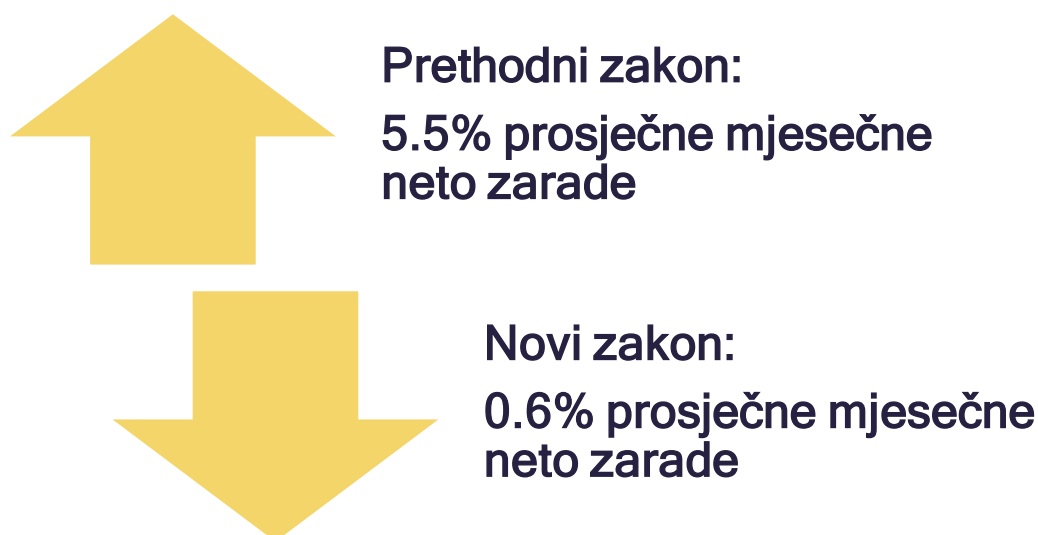 Prethodni zakon:
5.5% prosječne mjesečne
neto zarade
Novi zakon:
0.6% prosječne mjesečne
neto zarade